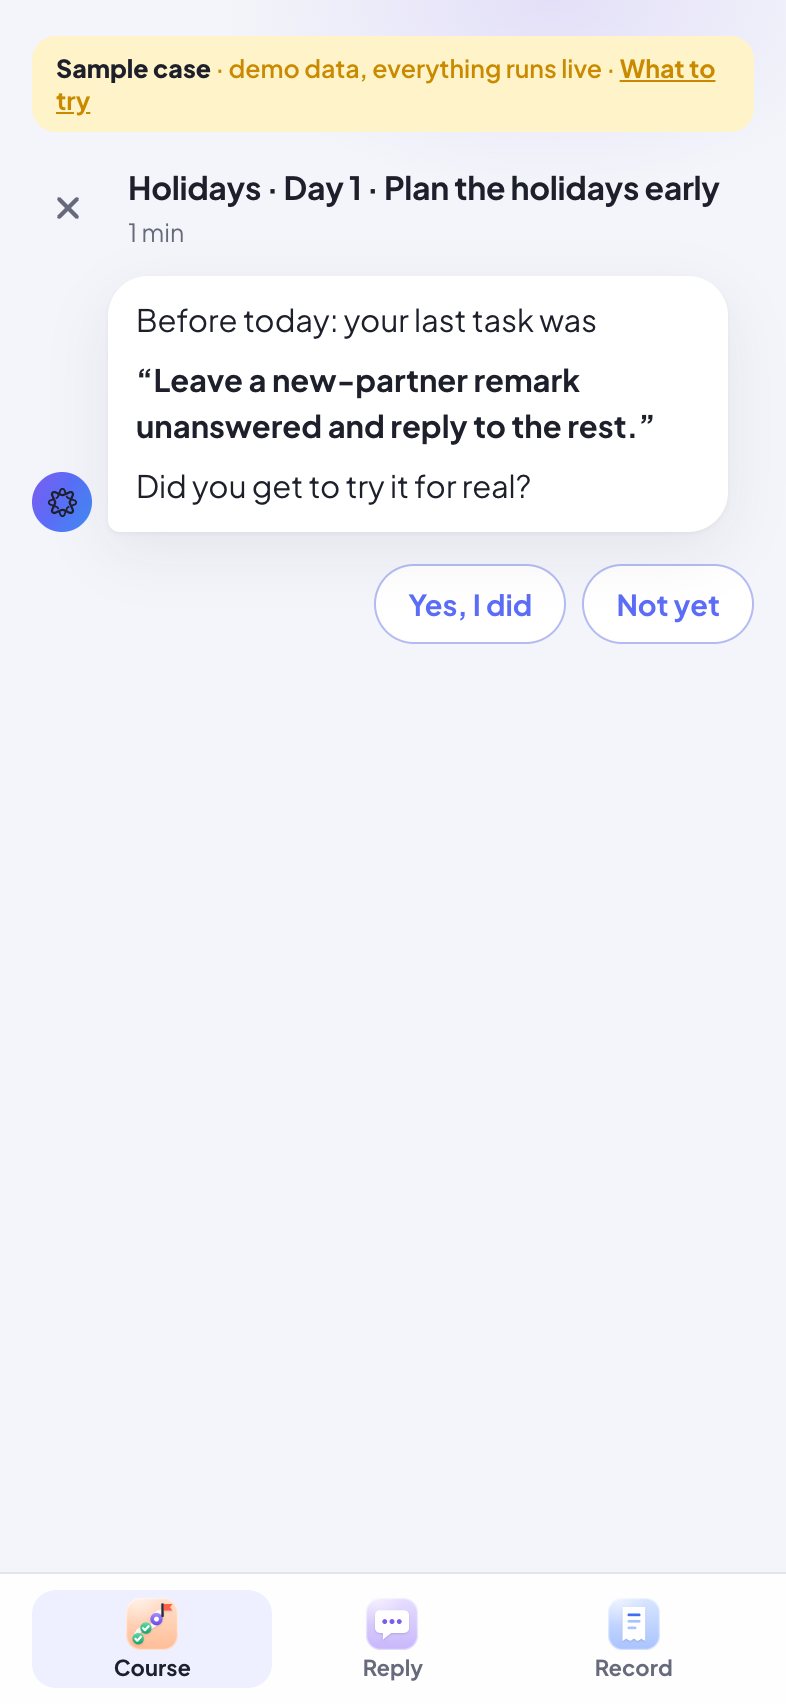 Sample case · demo data, everything runs live · What to
try
Holidays · Day 1 · Plan the holidays early
1 min
Before today: your last task was
“Leave a new-partner remark
unanswered and reply to the rest.”
Did you get to try it for real?
Yes, I did
Not yet
Course
Reply
Record